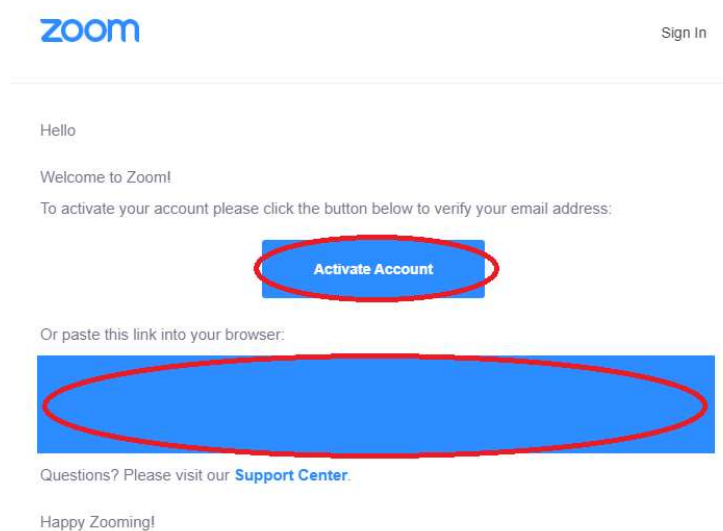 zoom
Sign In
Hello
Welcome to Zoom!
To activate your account please click the button below to verify your email address:
Activate Account
Or paste this link into your browser:
Questions? Please visit our Support Center.
Happy Zooming!